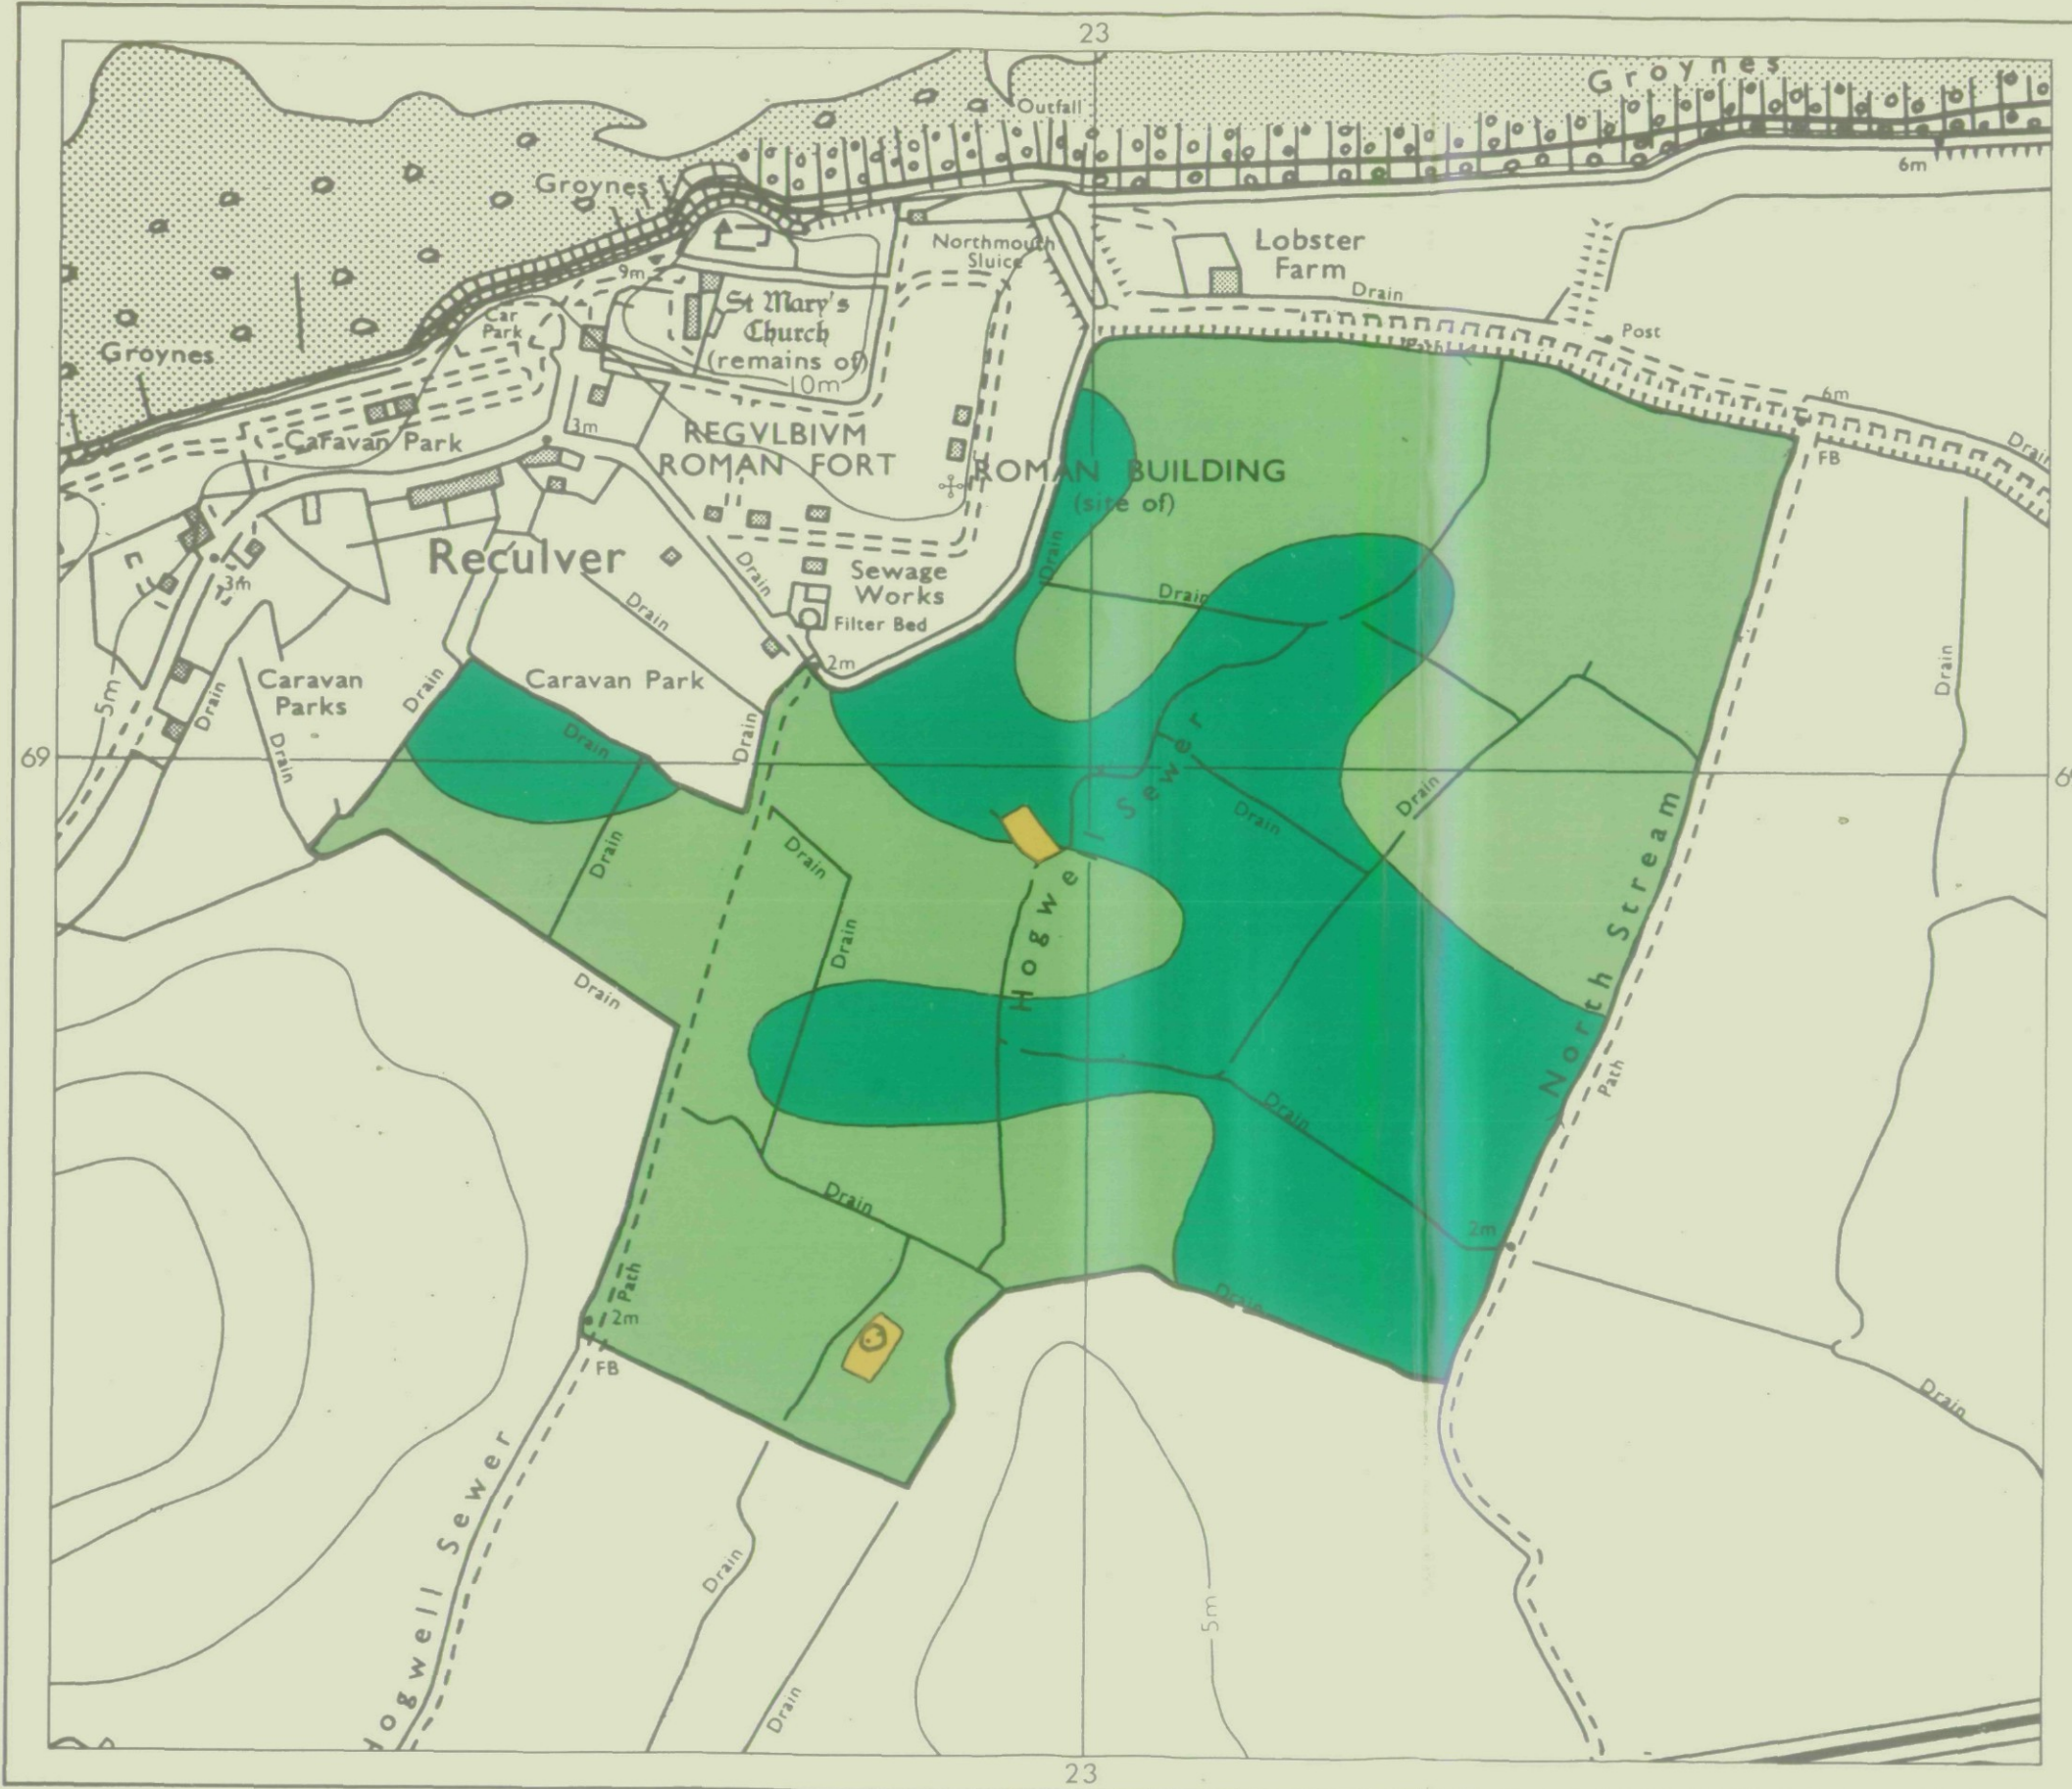 23
Groynes
Outfall
6m
Groynes
Northmouth
Sluice
Lobster
Farm
Drain
9m
St Mary's
Church
(remains of)
10m
Car
Park
Post
Path
Groynes
6m
Caravan Park
3m
REGVLBIVM
ROMAN FORT
ROMAN BUILDING
(site of)
FB
Drain
Reculver
3m
Drain
Drain
Sewage
Works
Filter Bed
Drain
Drain
Drain
2m
5m
Caravan
Parks
Drain
Drain
Caravan Park
Drain
69
Drain
Drain
Drain
Hogwell Sewer
Drain
Drain
North Stream
Drain
Drain
Drain
Drain
Path
Drain
Drain
2m
Drain
Path
2m
FB
Drain
Hogwell Sewer
Drain
5m
Drain
23